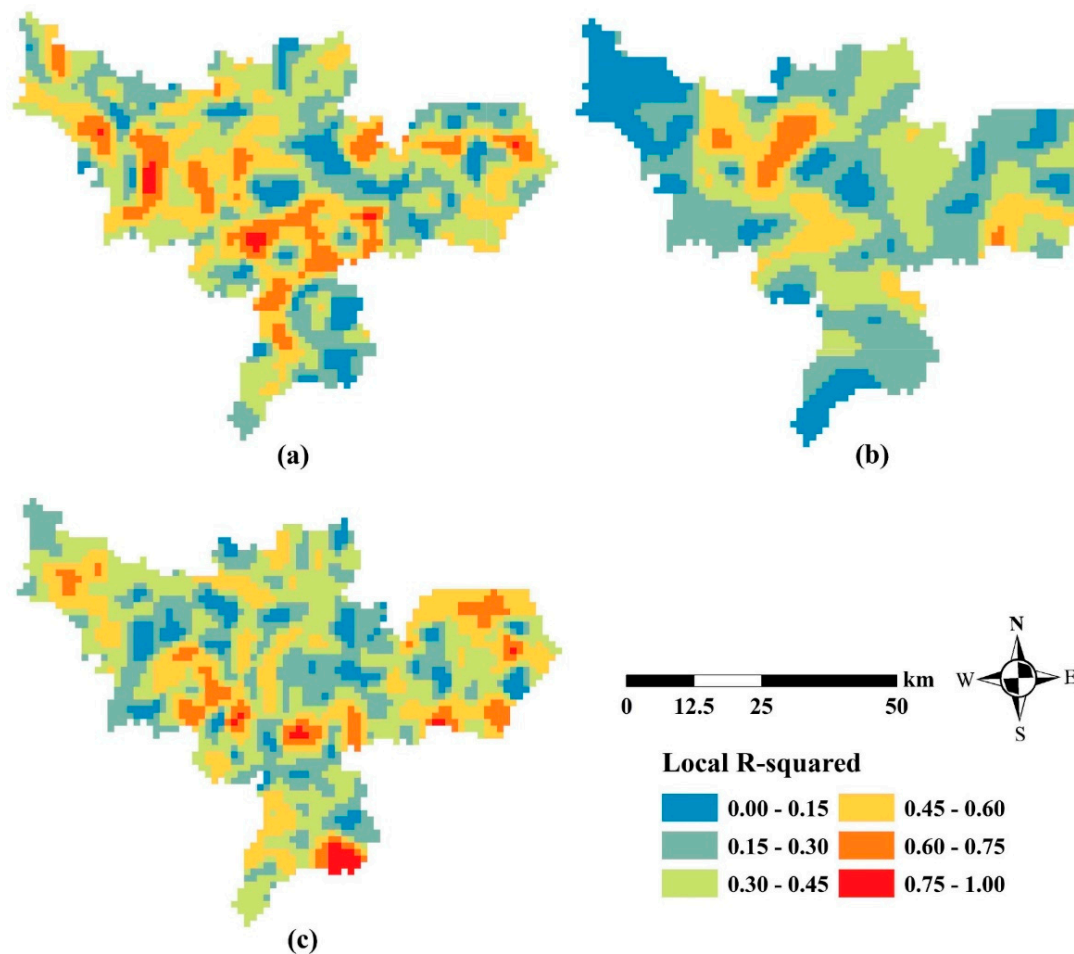 (a)
(b)
(c)
N
W E
S
km
0 12.5 25 50
Local R-squared
0.00 - 0.15 0.45 - 0.60
0.15 - 0.30 0.60 - 0.75
0.30 - 0.45 0.75 - 1.00